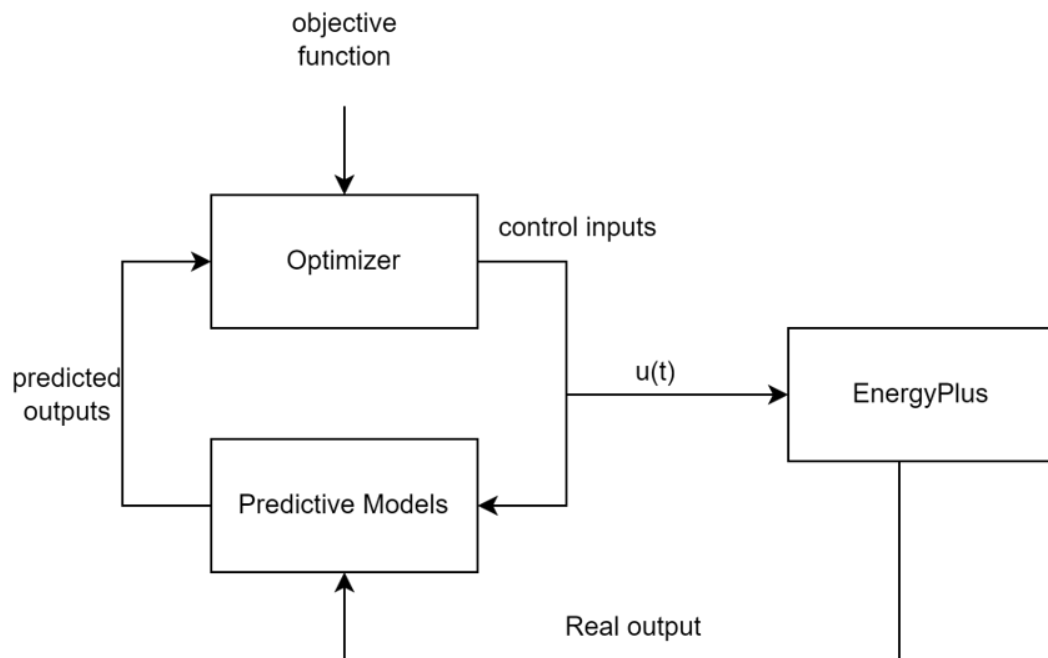 objective
function
Optimizer
control inputs
predicted
outputs
u(t)
EnergyPlus
Predictive Models
Real output